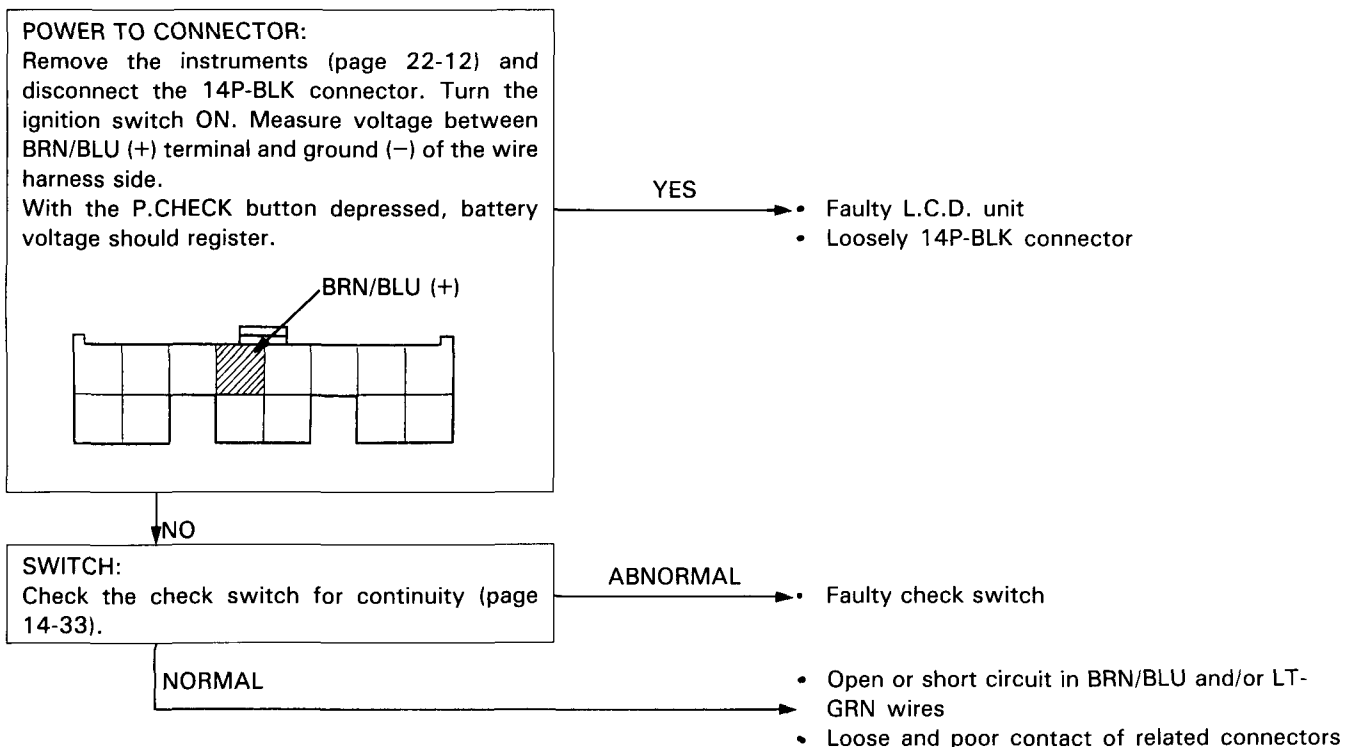 POWER TO CONNECTOR:
Remove the instruments (page 22-12) and
disconnect the 14P-BLK connector. Turn the
ignition switch ON. Measure voltage between
BRN/BLU (+) terminal and ground (−) of the wire
harness side.
With the P.CHECK button depressed, battery
voltage should register.
YES
• Faulty L.C.D. unit
• Loosely 14P-BLK connector
BRN/BLU (+)
NO
SWITCH:
Check the check switch for continuity (page
14-33).
ABNORMAL
• Faulty check switch
NORMAL
• Open or short circuit in BRN/BLU and/or LT-
GRN wires
• Loose and poor contact of related connectors